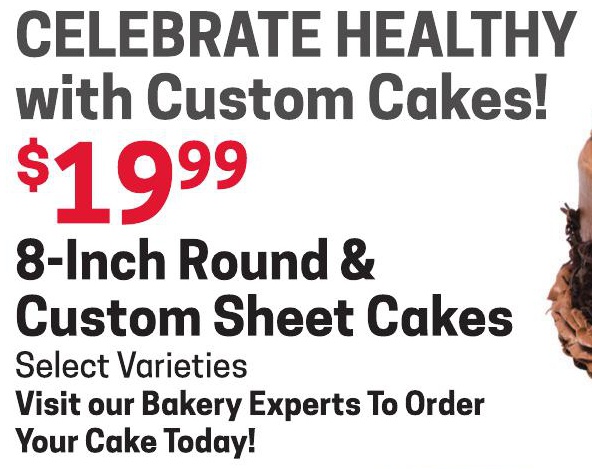 CELEBRATE HEALTHY
with Custom Cakes!
$19.99
8-Inch Round &
Custom Sheet Cakes
Select Varieties
Visit our Bakery Experts To Order
Your Cake Today!